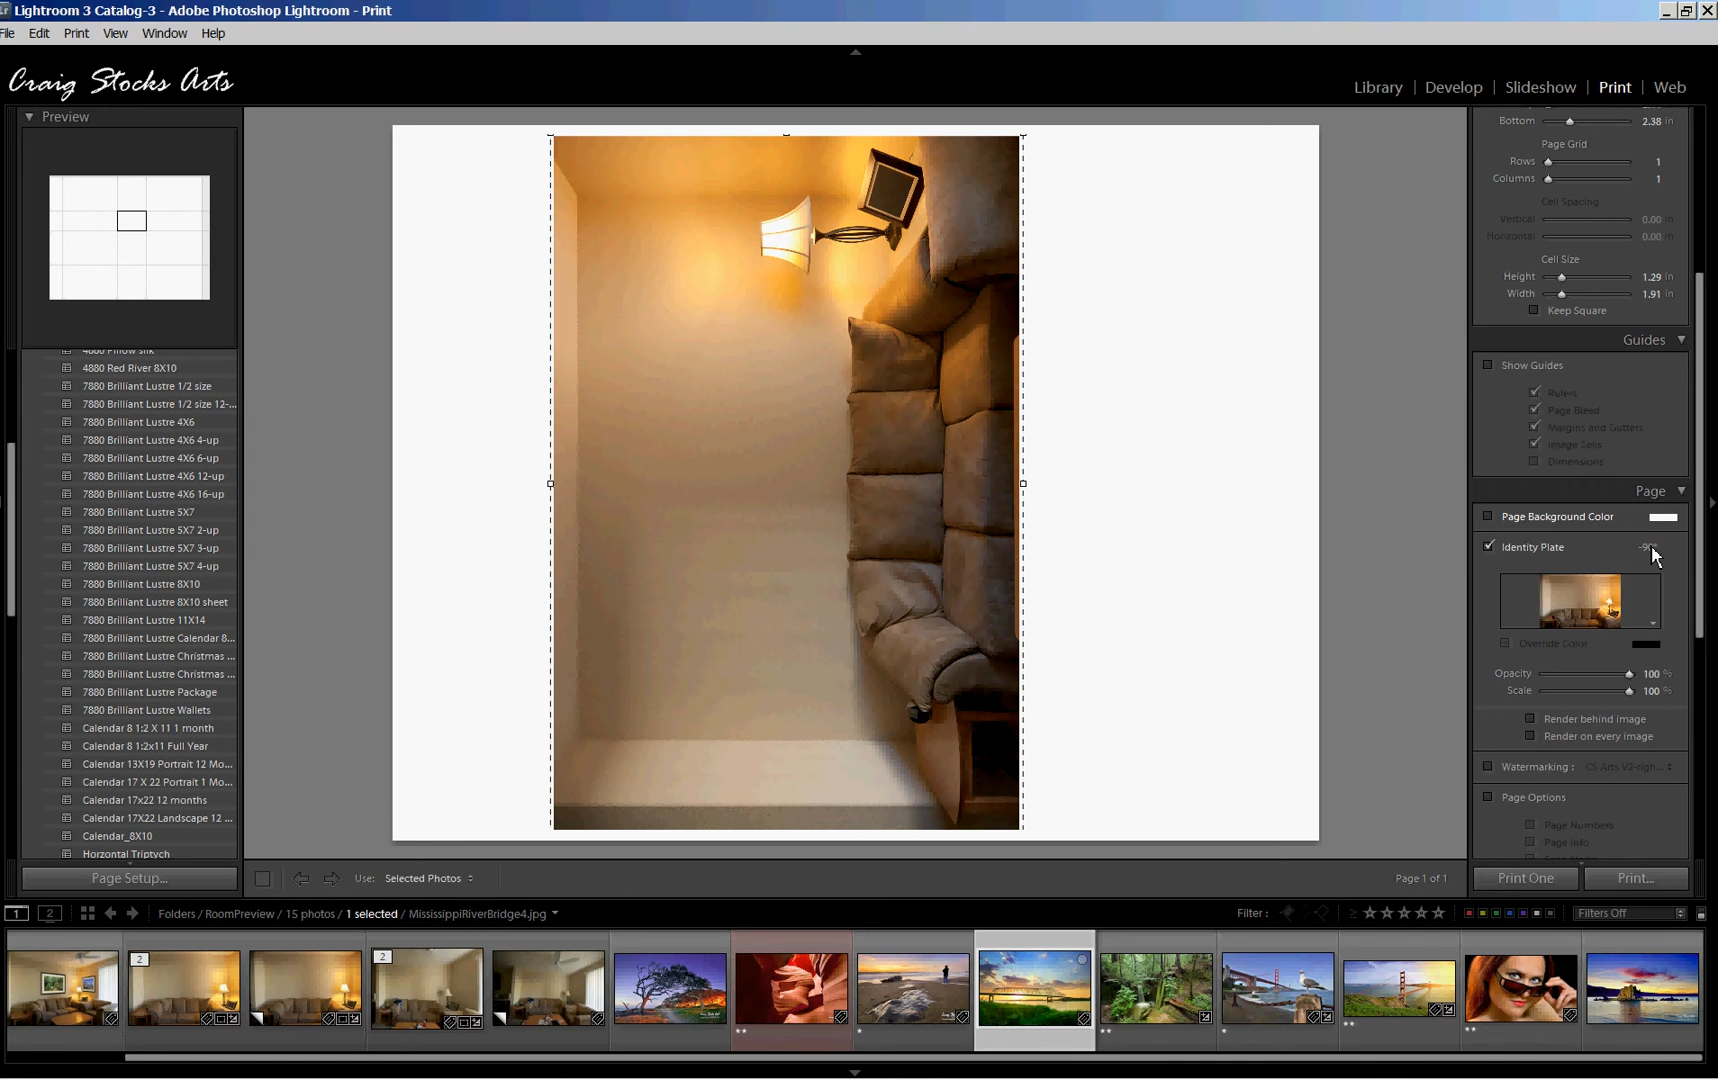 Lightroom 3 Catalog-3 - Adobe Photoshop Lightroom - Print
File Edit Print View Window Help
Craig Stocks Arts
Library | Develop | Slideshow | Print | Web
Preview
4880 Red River 8X10
7880 Brilliant Lustre 1/2 size
7880 Brilliant Lustre 1/2 size 12-...
7880 Brilliant Lustre 4X6
7880 Brilliant Lustre 4X6 4-up
7880 Brilliant Lustre 4X6 6-up
7880 Brilliant Lustre 4X6 12-up
7880 Brilliant Lustre 4X6 16-up
7880 Brilliant Lustre 5X7
7880 Brilliant Lustre 5X7 2-up
7880 Brilliant Lustre 5X7 3-up
7880 Brilliant Lustre 5X7 4-up
7880 Brilliant Lustre 8X10
7880 Brilliant Lustre 8X10 sheet
7880 Brilliant Lustre 11X14
7880 Brilliant Lustre Calendar 8...
7880 Brilliant Lustre Christmas ...
7880 Brilliant Lustre Christmas ...
7880 Brilliant Lustre Package
7880 Brilliant Lustre Wallets
Calendar 8 1:2 X 11 1 month
Calendar 8 1:2x11 Full Year
Calendar 13X19 Portrait 12 Mo...
Calendar 17 X 22 Portrait 1 Mo...
Calendar 17x22 12 months
Calendar 17X22 Landscape 12 ...
Calendar_8X10
Horzontal Triptych
Page Setup...
Use: Selected Photos
Page 1 of 1
Bottom 2.38 in
Page Grid
Rows 1
Columns 1
Cell Spacing
Vertical 0.00 in
Horizontal 0.00 in
Cell Size
Height 1.29 in
Width 1.91 in
Keep Square
Guides
Show Guides
Rulers
Page Bleed
Margins and Gutters
Image Cells
Dimensions
Page
Page Background Color
Identity Plate
Override Color
Opacity 100 %
Scale 100 %
Render behind image
Render on every image
Watermarking : CS Arts V2-righ...
Page Options
Page Numbers
Page Info
Print One Print...
1 2 Folders / RoomPreview / 15 photos / 1 selected / MississippiRiverBridge4.jpg
Filter : Filters Off
2
2